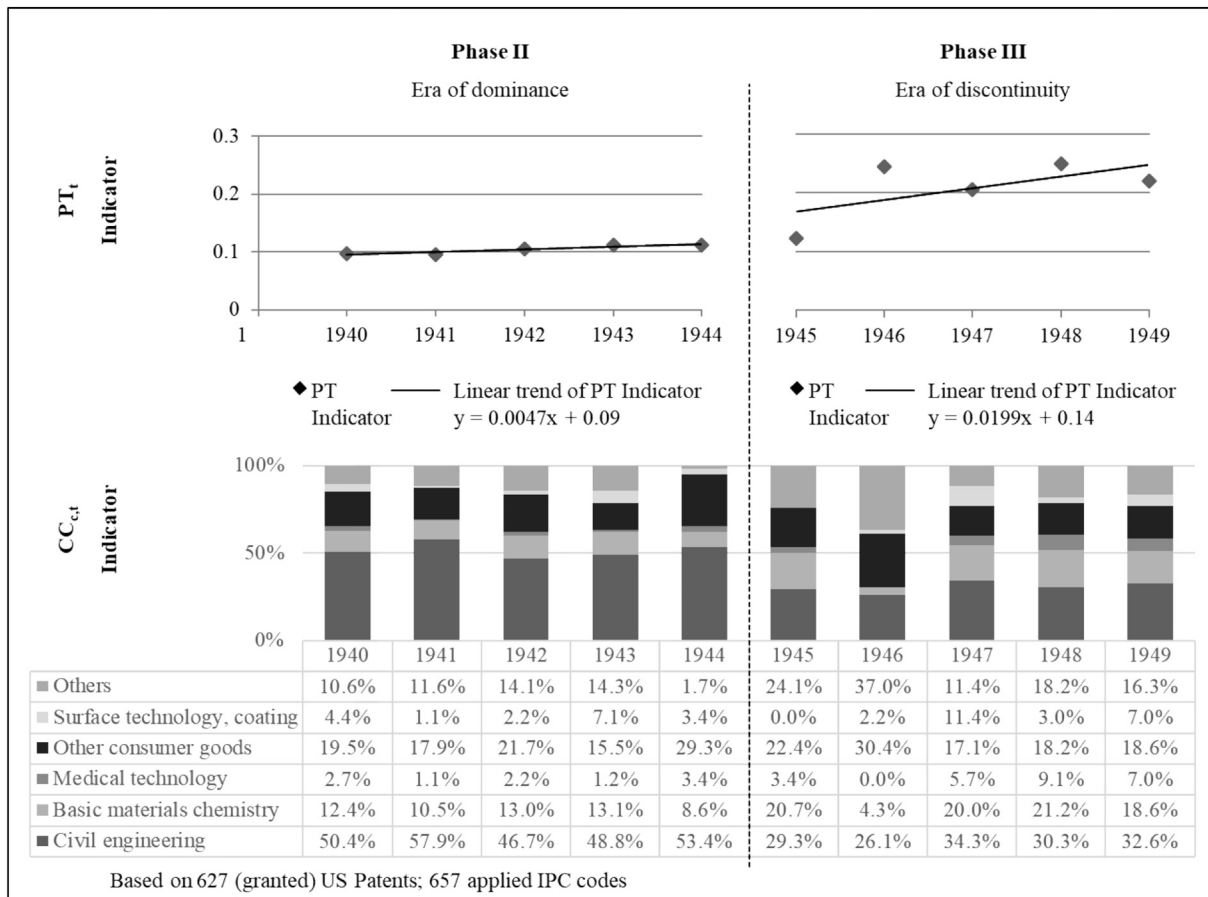 Phase II
Era of dominance
Phase III
Era of discontinuity
PTt
Indicator
0.3
0.2
0.1
0
1
1940 1941 1942 1943 1944
1945 1946 1947 1948 1949
PT Indicator
Linear trend of PT Indicator
y = 0.0047x + 0.09
PT Indicator
Linear trend of PT Indicator
y = 0.0199x + 0.14
CCc,t
Indicator
100%
50%
0%
1940 1941 1942 1943 1944 1945 1946 1947 1948 1949
Others 10.6% 11.6% 14.1% 14.3% 1.7% 24.1% 37.0% 11.4% 18.2% 16.3%
Surface technology, coating 4.4% 1.1% 2.2% 7.1% 3.4% 0.0% 2.2% 11.4% 3.0% 7.0%
Other consumer goods 19.5% 17.9% 21.7% 15.5% 29.3% 22.4% 30.4% 17.1% 18.2% 18.6%
Medical technology 2.7% 1.1% 2.2% 1.2% 3.4% 3.4% 0.0% 5.7% 9.1% 7.0%
Basic materials chemistry 12.4% 10.5% 13.0% 13.1% 8.6% 20.7% 4.3% 20.0% 21.2% 18.6%
Civil engineering 50.4% 57.9% 46.7% 48.8% 53.4% 29.3% 26.1% 34.3% 30.3% 32.6%
Based on 627 (granted) US Patents; 657 applied IPC codes